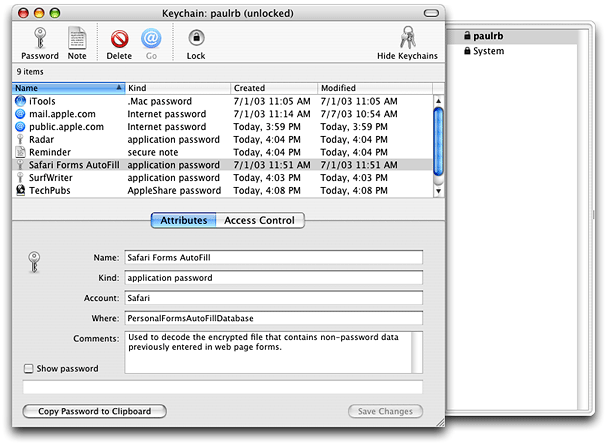 Keychain: paulrb (unlocked)
Password Note Delete Go Lock Hide Keychains
9 items
Name Kind Created Modified
iTools .Mac password 7/1/03 11:05 AM 7/1/03 11:05 AM
mail.apple.com Internet password 7/1/03 11:14 AM 7/7/03 10:54 AM
public.apple.com Internet password Today, 3:59 PM Today, 3:59 PM
Radar application password Today, 4:04 PM Today, 4:04 PM
Reminder secure note Today, 4:04 PM Today, 4:04 PM
Safari Forms AutoFill application password 7/1/03 11:51 AM 7/1/03 11:51 AM
SurfWriter application password Today, 4:03 PM Today, 4:03 PM
TechPubs AppleShare password Today, 4:08 PM Today, 4:08 PM
Attributes Access Control
Name: Safari Forms AutoFill
Kind: application password
Account: Safari
Where: PersonalFormsAutoFillDatabase
Comments: Used to decode the encrypted file that contains non-password data
previously entered in web page forms.
Show password
Copy Password to Clipboard Save Changes
paulrb
System